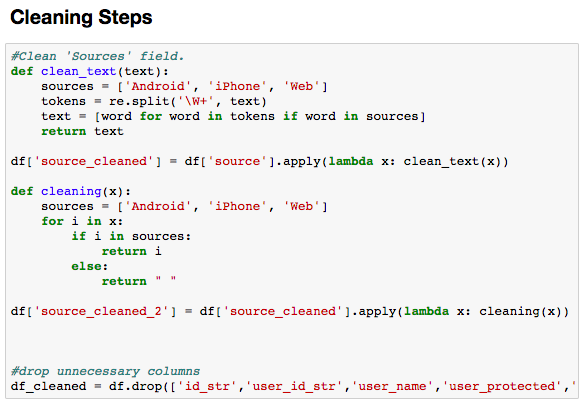 Cleaning Steps
#Clean 'Sources' field.
def clean_text(text):
    sources = ['Android', 'iPhone', 'Web']
    tokens = re.split('\W+', text)
    text = [word for word in tokens if word in sources]
    return text
df['source_cleaned'] = df['source'].apply(lambda x: clean_text(x))
def cleaning(x):
    sources = ['Android', 'iPhone', 'Web']
    for i in x:
        if i in sources:
            return i
        else:
            return " "
df['source_cleaned_2'] = df['source_cleaned'].apply(lambda x: cleaning(x))
#drop unnecessary columns
df_cleaned = df.drop(['id_str','user_id_str','user_name','user_protected','